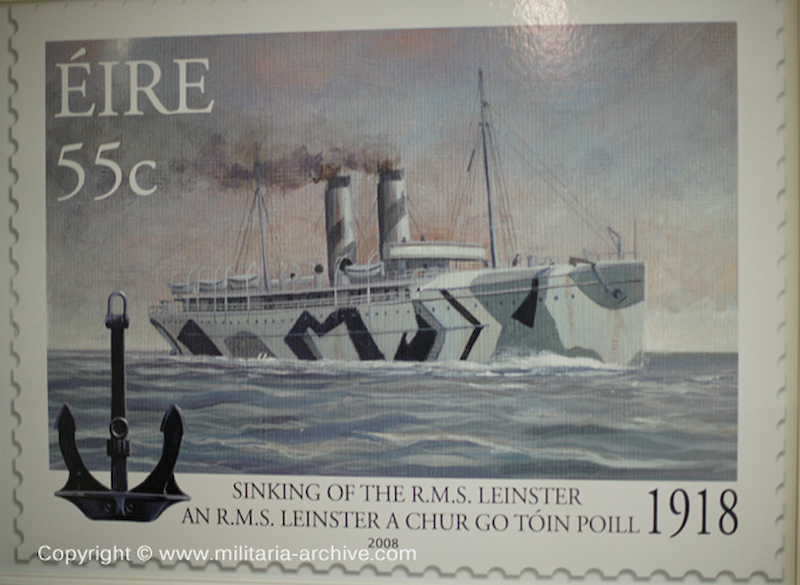 ÉIRE
55c
SINKING OF THE R.M.S. LEINSTER
AN R.M.S. LEINSTER A CHUR GO TÓIN POILL 1918
2008
Copyright © www.militaria-archive.com